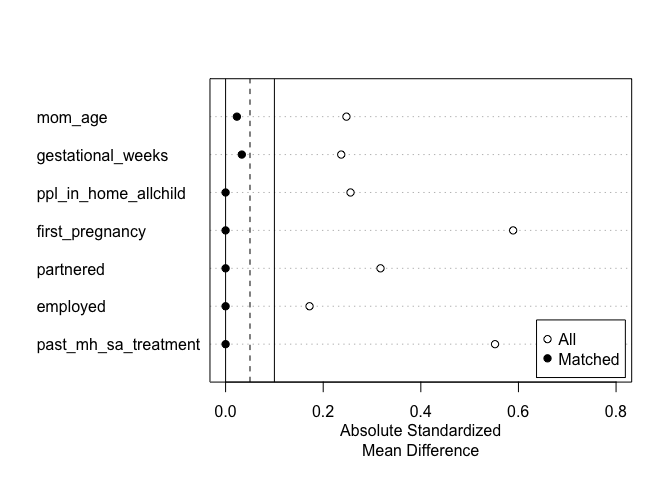 mom_age
gestational_weeks
ppl_in_home_allchild
first_pregnancy
partnered
employed
past_mh_sa_treatment
All
Matched
0.0 0.2 0.4 0.6 0.8
Absolute Standardized
Mean Difference